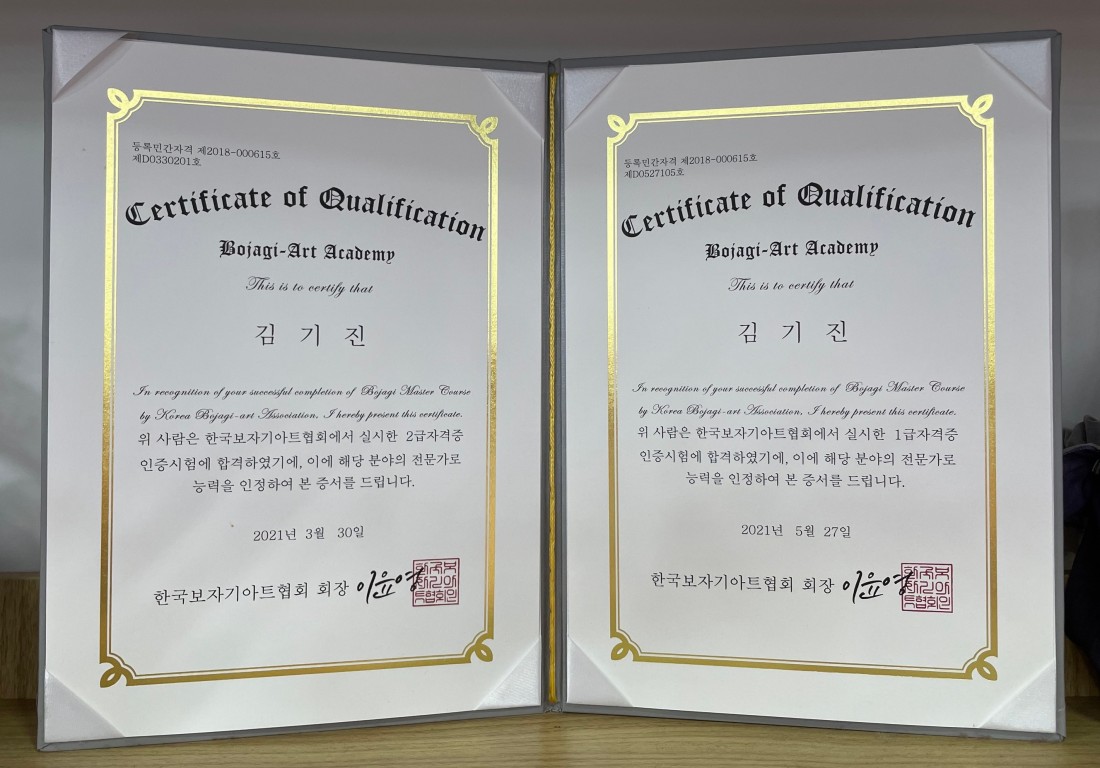 등록민간자격 제2018-000615호
제D0330201호
Certificate of Qualification
Bojagi-Art Academy
This is to certify that
김 기 진
In recognition of your successful completion of Bojagi Master Course
by Korea Bojagi-art Association, I hereby present this certificate.
위 사람은 한국보자기아트협회에서 실시한 2급자격증
인증시험에 합격하였기에, 이에 해당 분야의 전문가로
능력을 인정하여 본 증서를 드립니다.
2021년 3월 30일
한국보자기아트협회 회장 이윤영
등록민간자격 제2018-000615호
제D0527105호
Certificate of Qualification
Bojagi-Art Academy
This is to certify that
김 기 진
In recognition of your successful completion of Bojagi Master Course
by Korea Bojagi-art Association, I hereby present this certificate.
위 사람은 한국보자기아트협회에서 실시한 1급자격증
인증시험에 합격하였기에, 이에 해당 분야의 전문가로
능력을 인정하여 본 증서를 드립니다.
2021년 5월 27일
한국보자기아트협회 회장 이윤영